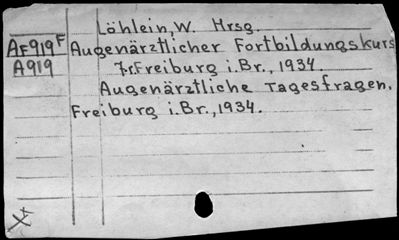 Löhlein, W. Hrsg.
AF919F Augenärztlicher Fortbildungskurs
A919 7. Freiburg i.Br., 1934.
Augenärztliche Tagesfragen.
Freiburg i.Br., 1934.